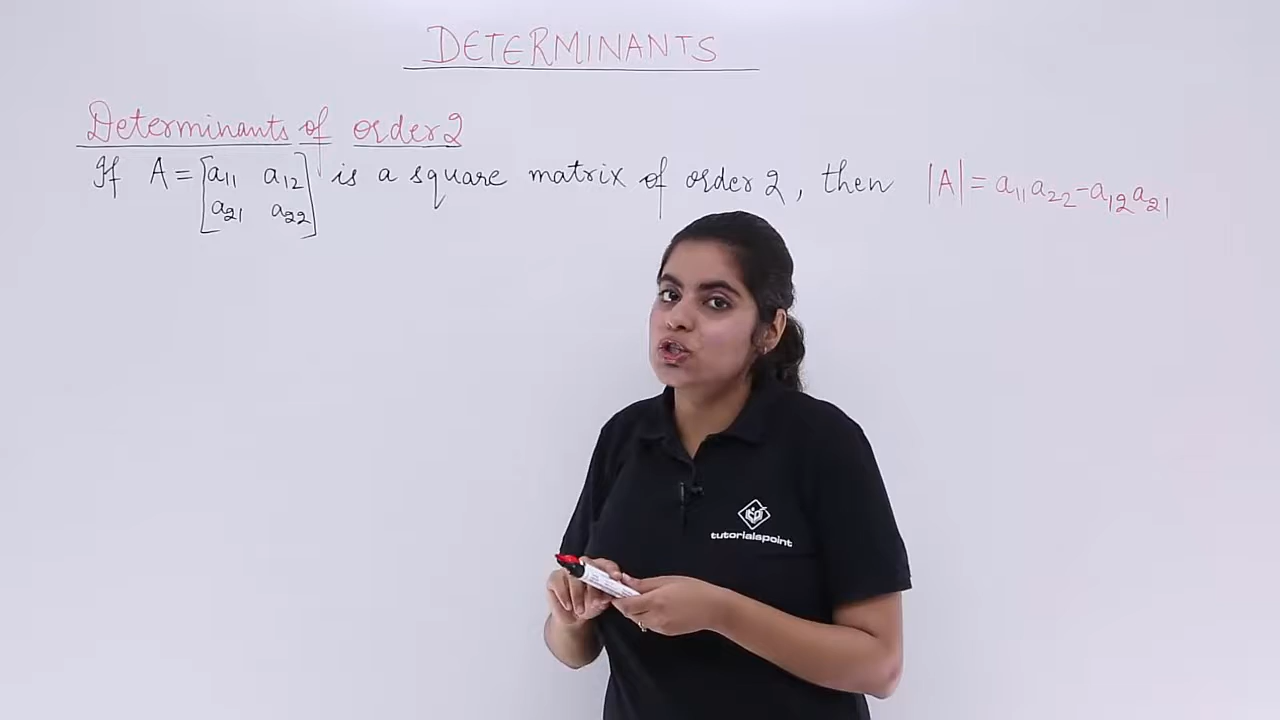 DETERMINANTS
Determinants of order 2
If A = [a11 a12 is a square matrix of order 2, then |A| = a11a22-a12a21
a21 a22]
tutorialspoint